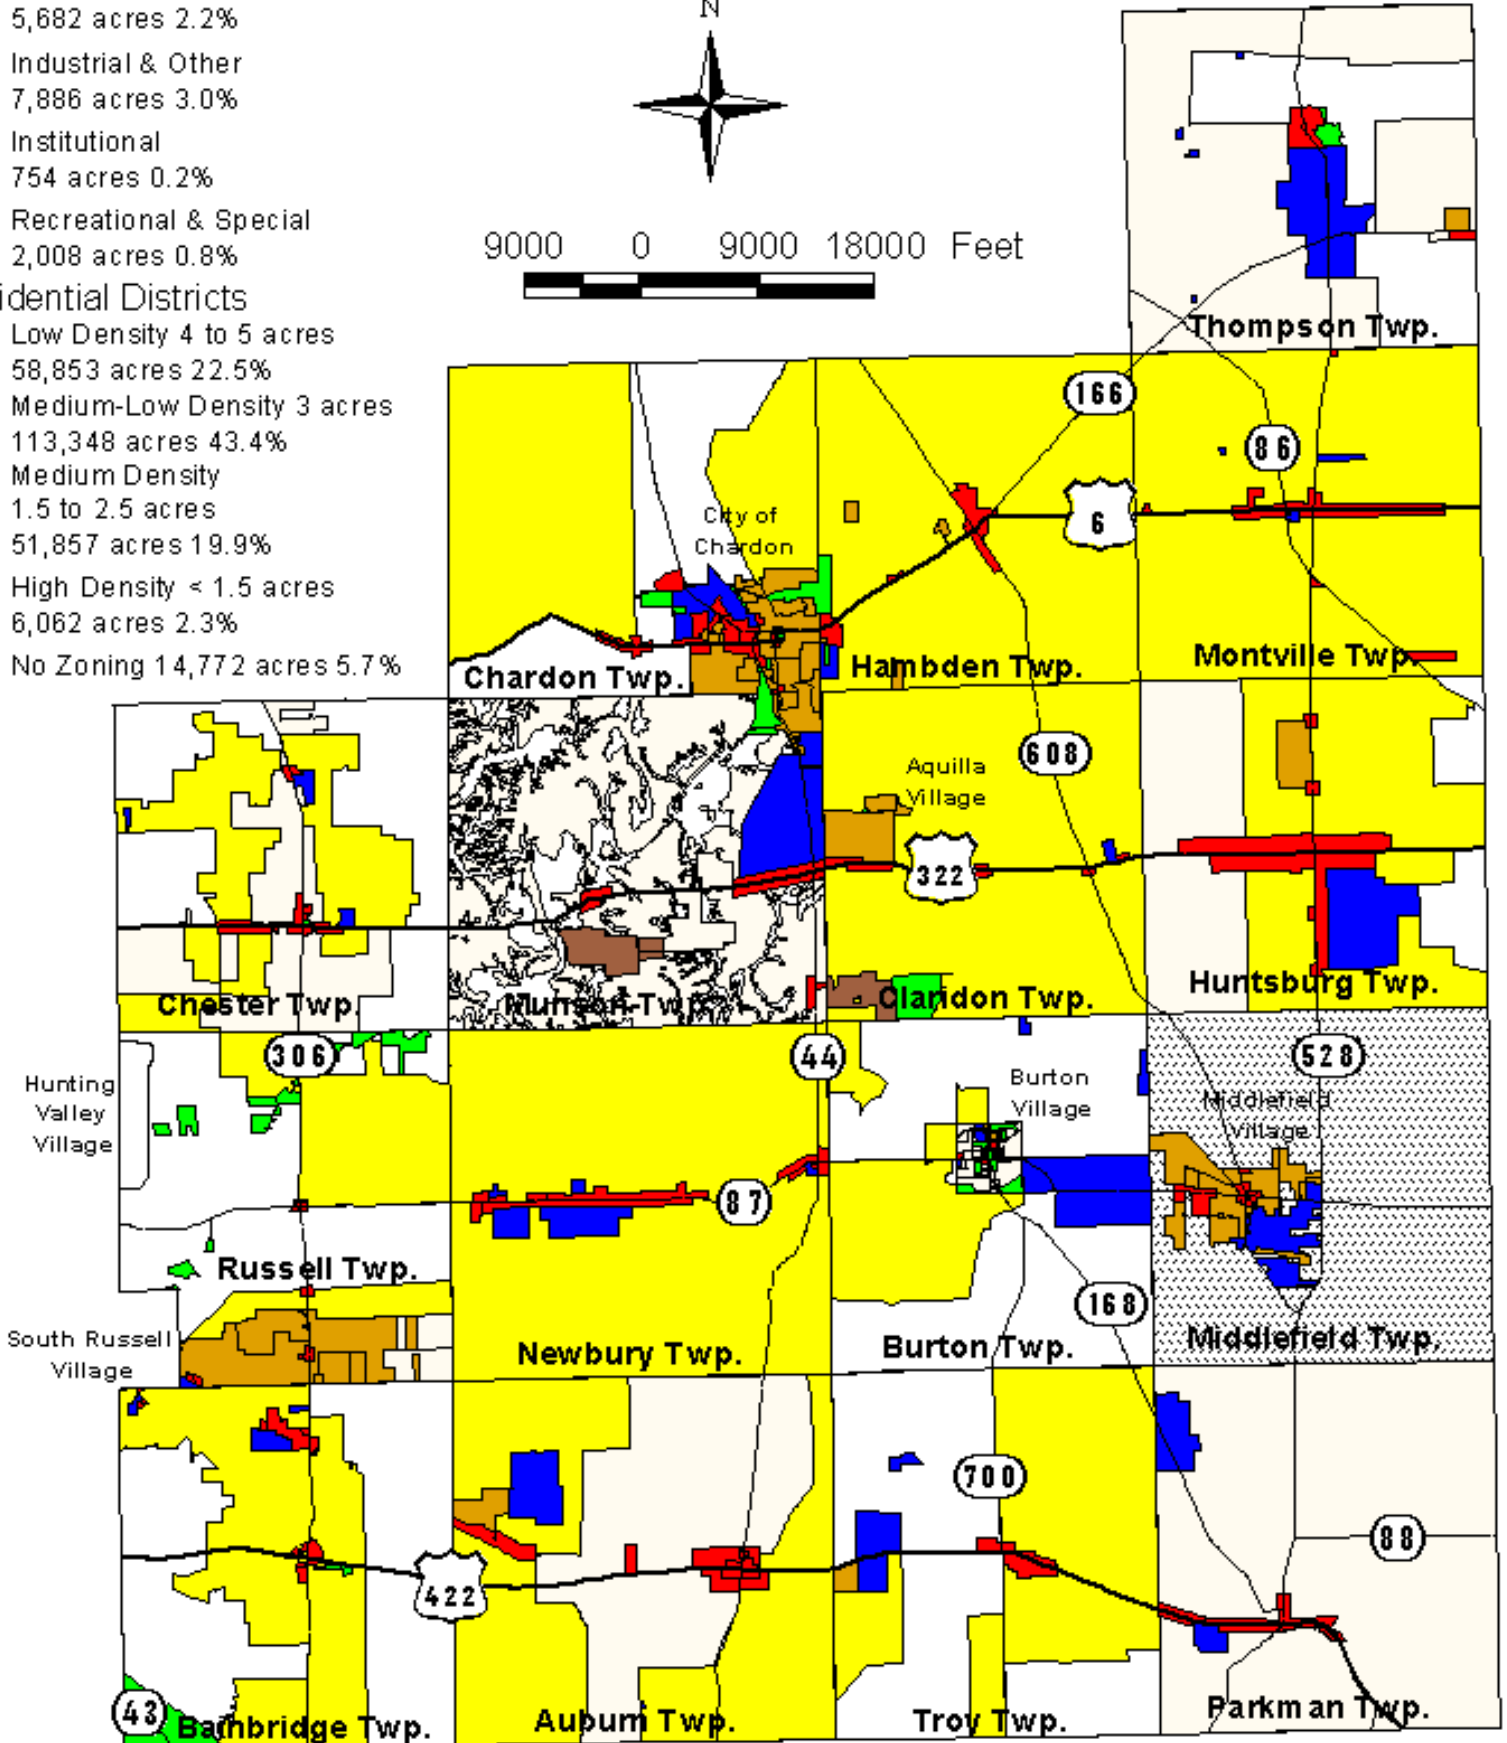 5,682 acres 2.2%
Industrial & Other
7,886 acres 3.0%
Institutional
754 acres 0.2%
Recreational & Special
2,008 acres 0.8%
idential Districts
Low Density 4 to 5 acres
58,853 acres 22.5%
Medium-Low Density 3 acres
113,348 acres 43.4%
Medium Density
1.5 to 2.5 acres
51,857 acres 19.9%
High Density < 1.5 acres
6,062 acres 2.3%
No Zoning 14,772 acres 5.7%
N
9000 0 9000 18000 Feet
Thompson Twp.
166
86
6
City of
Chardon
Chardon Twp.
Hambden Twp.
Montville Twp.
608
Aquilla
Village
322
Chester Twp.
Munson Twp.
Claridon Twp.
Huntsburg Twp.
306
44
528
Hunting
Valley
Village
Burton
Village
Middlefield
Village
87
Russell Twp.
168
South Russell
Village
Newbury Twp.
Burton Twp.
Middlefield Twp.
700
88
422
43
Bainbridge Twp.
Auburn Twp.
Troy Twp.
Parkman Twp.